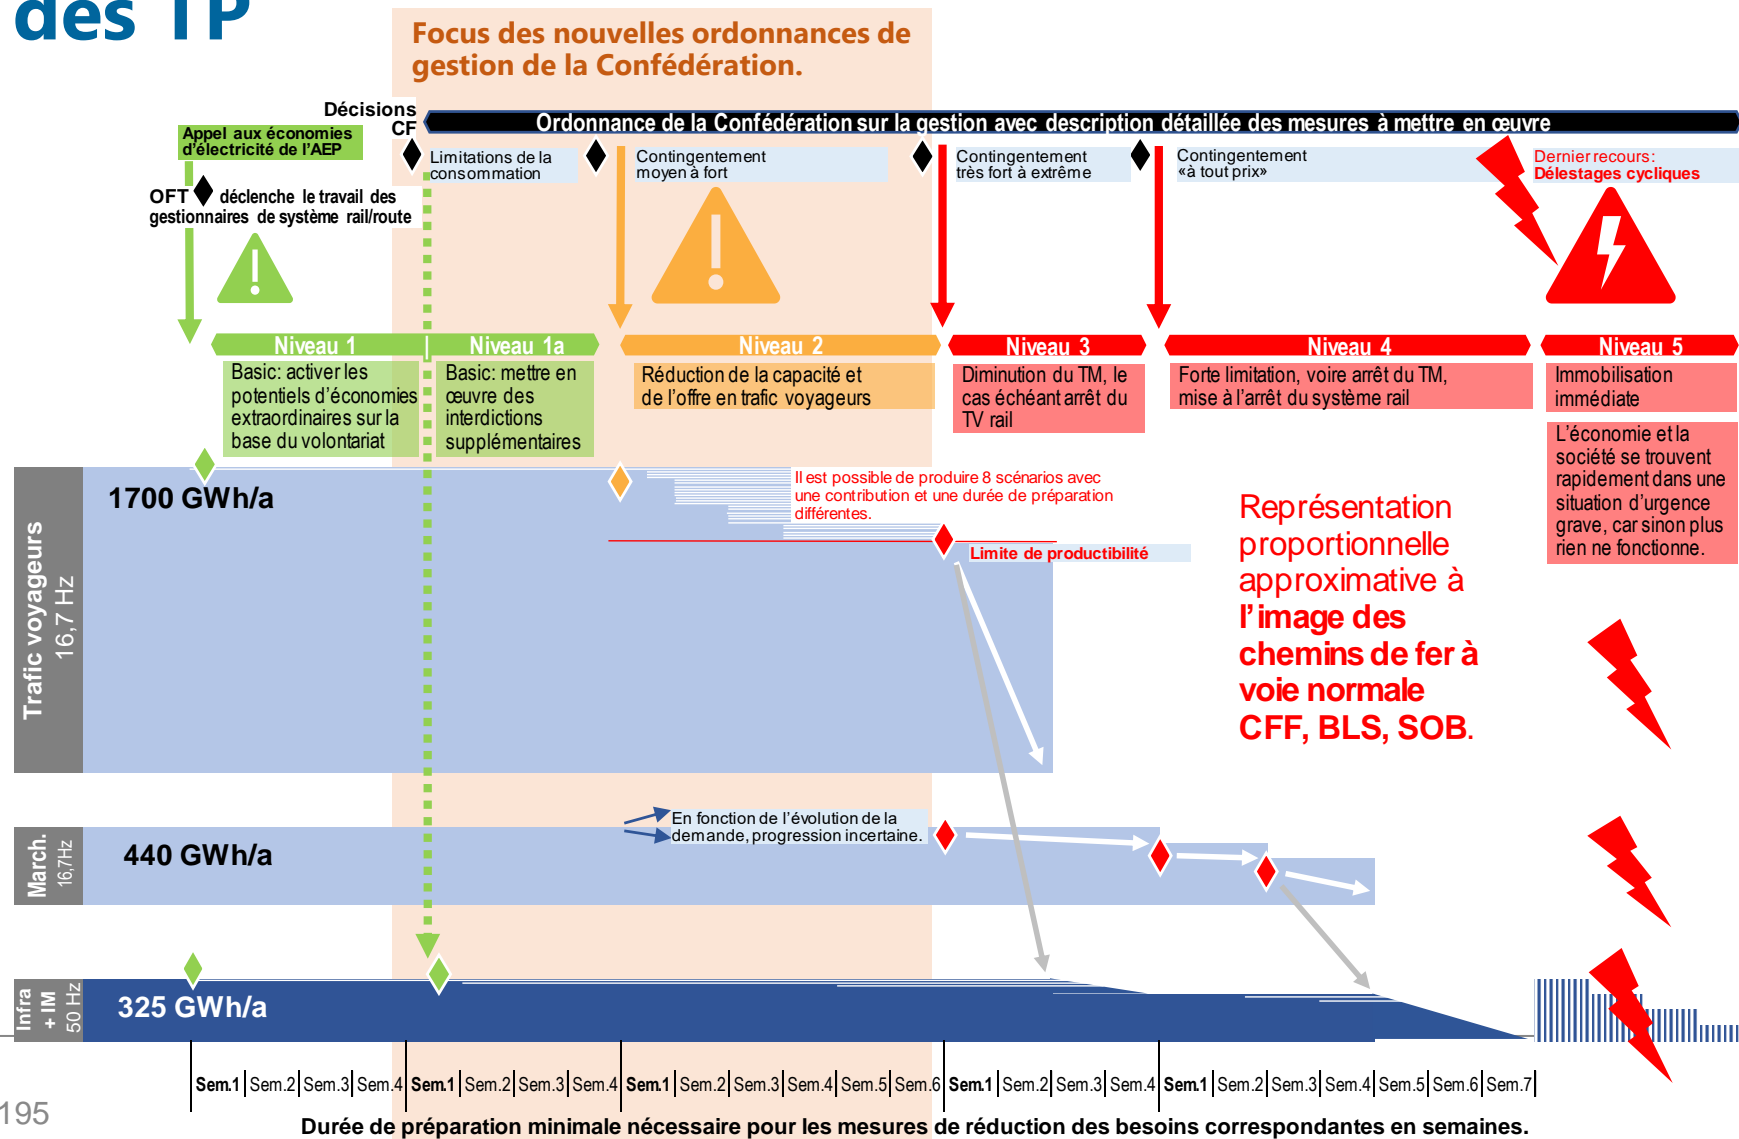 des TP
Focus des nouvelles ordonnances de
gestion de la Confédération.
Décisions
CF
Ordonnance de la Confédération sur la gestion avec description détaillée des mesures à mettre en œuvre
Appel aux économies
d'électricité de l'AEP
OFT déclenche le travail des
gestionnaires de système rail/route
Limitations de la
consommation
Contingentement
moyen à fort
Contingentement
très fort à extrême
Contingentement
«à tout prix»
Dernier recours:
Délestages cycliques
Niveau 1
Niveau 1a
Niveau 2
Niveau 3
Niveau 4
Niveau 5
Basic: activer les
potentiels d'économies
extraordinaires sur la
base du volontariat
Basic: mettre en
œuvre des
interdictions
supplémentaires
Réduction de la capacité et
de l'offre en trafic voyageurs
Diminution du TM, le
cas échéant arrêt du
TV rail
Forte limitation, voire arrêt du TM,
mise à l'arrêt du système rail
Immobilisation
immédiate
L'économie et la
société se trouvent
rapidement dans une
situation d'urgence
grave, car sinon plus
rien ne fonctionne.
Trafic voyageurs
16,7 Hz
1700 GWh/a
Il est possible de produire 8 scénarios avec
une contribution et une durée de préparation
différentes.
Limite de productibilité
Représentation
proportionnelle
approximative à
l'image des
chemins de fer à
voie normale
CFF, BLS, SOB.
March.
16,7Hz
440 GWh/a
En fonction de l'évolution de la
demande, progression incertaine.
Infra
+ IM
50 Hz
325 GWh/a
Sem.1 Sem.2 Sem.3 Sem.4 Sem.1 Sem.2 Sem.3 Sem.4 Sem.1 Sem.2 Sem.3 Sem.4 Sem.5 Sem.6 Sem.1 Sem.2 Sem.3 Sem.4 Sem.1 Sem.2 Sem.3 Sem.4 Sem.5 Sem.6 Sem.7
195
Durée de préparation minimale nécessaire pour les mesures de réduction des besoins correspondantes en semaines.